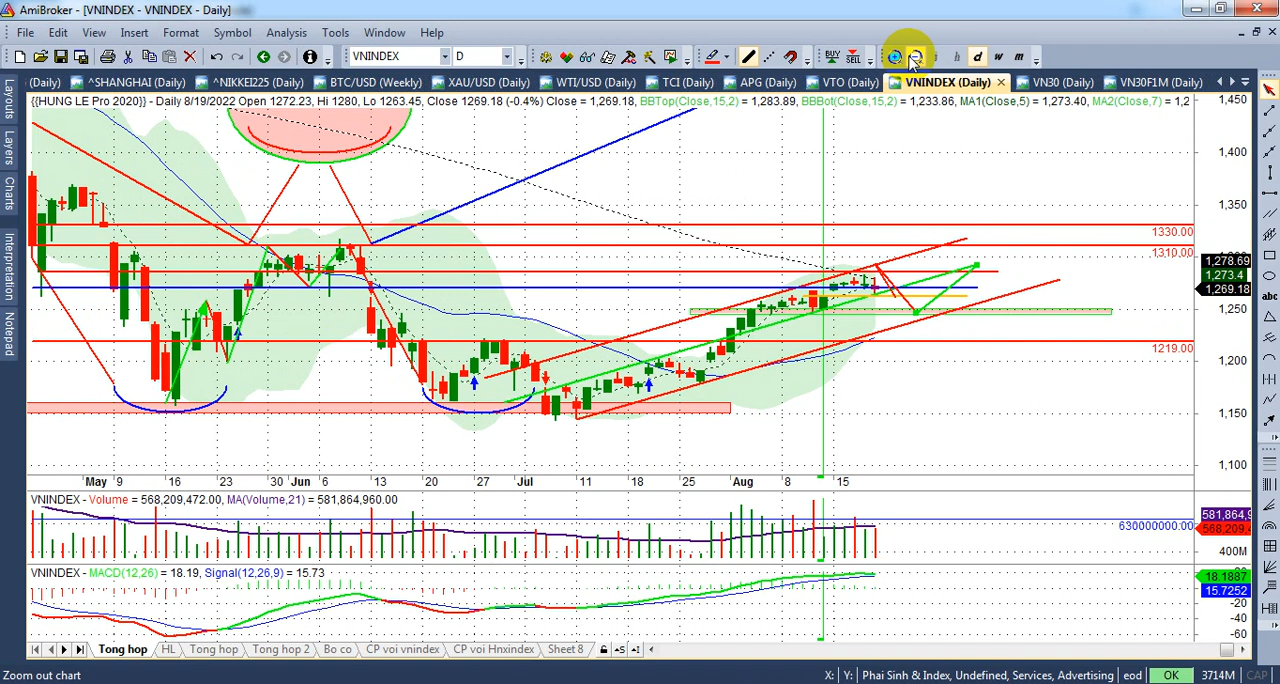 AmiBroker - [VNINDEX - VNINDEX - Daily]
File Edit View Insert Format Symbol Analysis Tools Window Help
VNINDEX D BUY SELL h d w m
(Daily) ^SHANGHAI (Daily) ^NIKKEI225 (Daily) BTC/USD (Weekly) XAU/USD (Daily) WTI/USD (Daily) TCI (Daily) APG (Daily) VTO (Daily) VNINDEX (Daily) VN30 (Daily) VN30F1M (Daily)
{{HUNG LE Pro 2020}} - Daily 8/19/2022 Open 1272.23, Hi 1280, Lo 1263.45, Close 1269.18 (-0.4%) Close = 1,269.18, BBTop(Close,15,2) = 1,283.89, BBBot(Close,15,2) = 1,233.86, MA1(Close,5) = 1,273.40, MA2(Close,7) = 1,2
Layouts
Layers
Charts
Interpretation
Notepad
1,450
1,400
1,350
1330.00
1310.00
1,278.69
1,273.4
1,269.18
1,250
1219.00
1,200
1,150
1,100
abc
May 9 16 23 30 Jun 6 13 20 27 Jul 11 18 25 Aug 8 15
VNINDEX - Volume = 568,209,472.00, MA(Volume,21) = 581,864,960.00
581,864,9
630000000.00
568,209,
400M
VNINDEX - MACD(12,26) = 18.19, Signal(12,26,9) = 15.73
18.1887
15.7252
-20
-40
-60
Tong hop HL Tong hop Tong hop 2 Bo co CP voi vnindex CP voi Hnxindex Sheet 8
Zoom out chart X: Y: Phai Sinh & Index, Undefined, Services, Advertising eod OK 3714M CAP